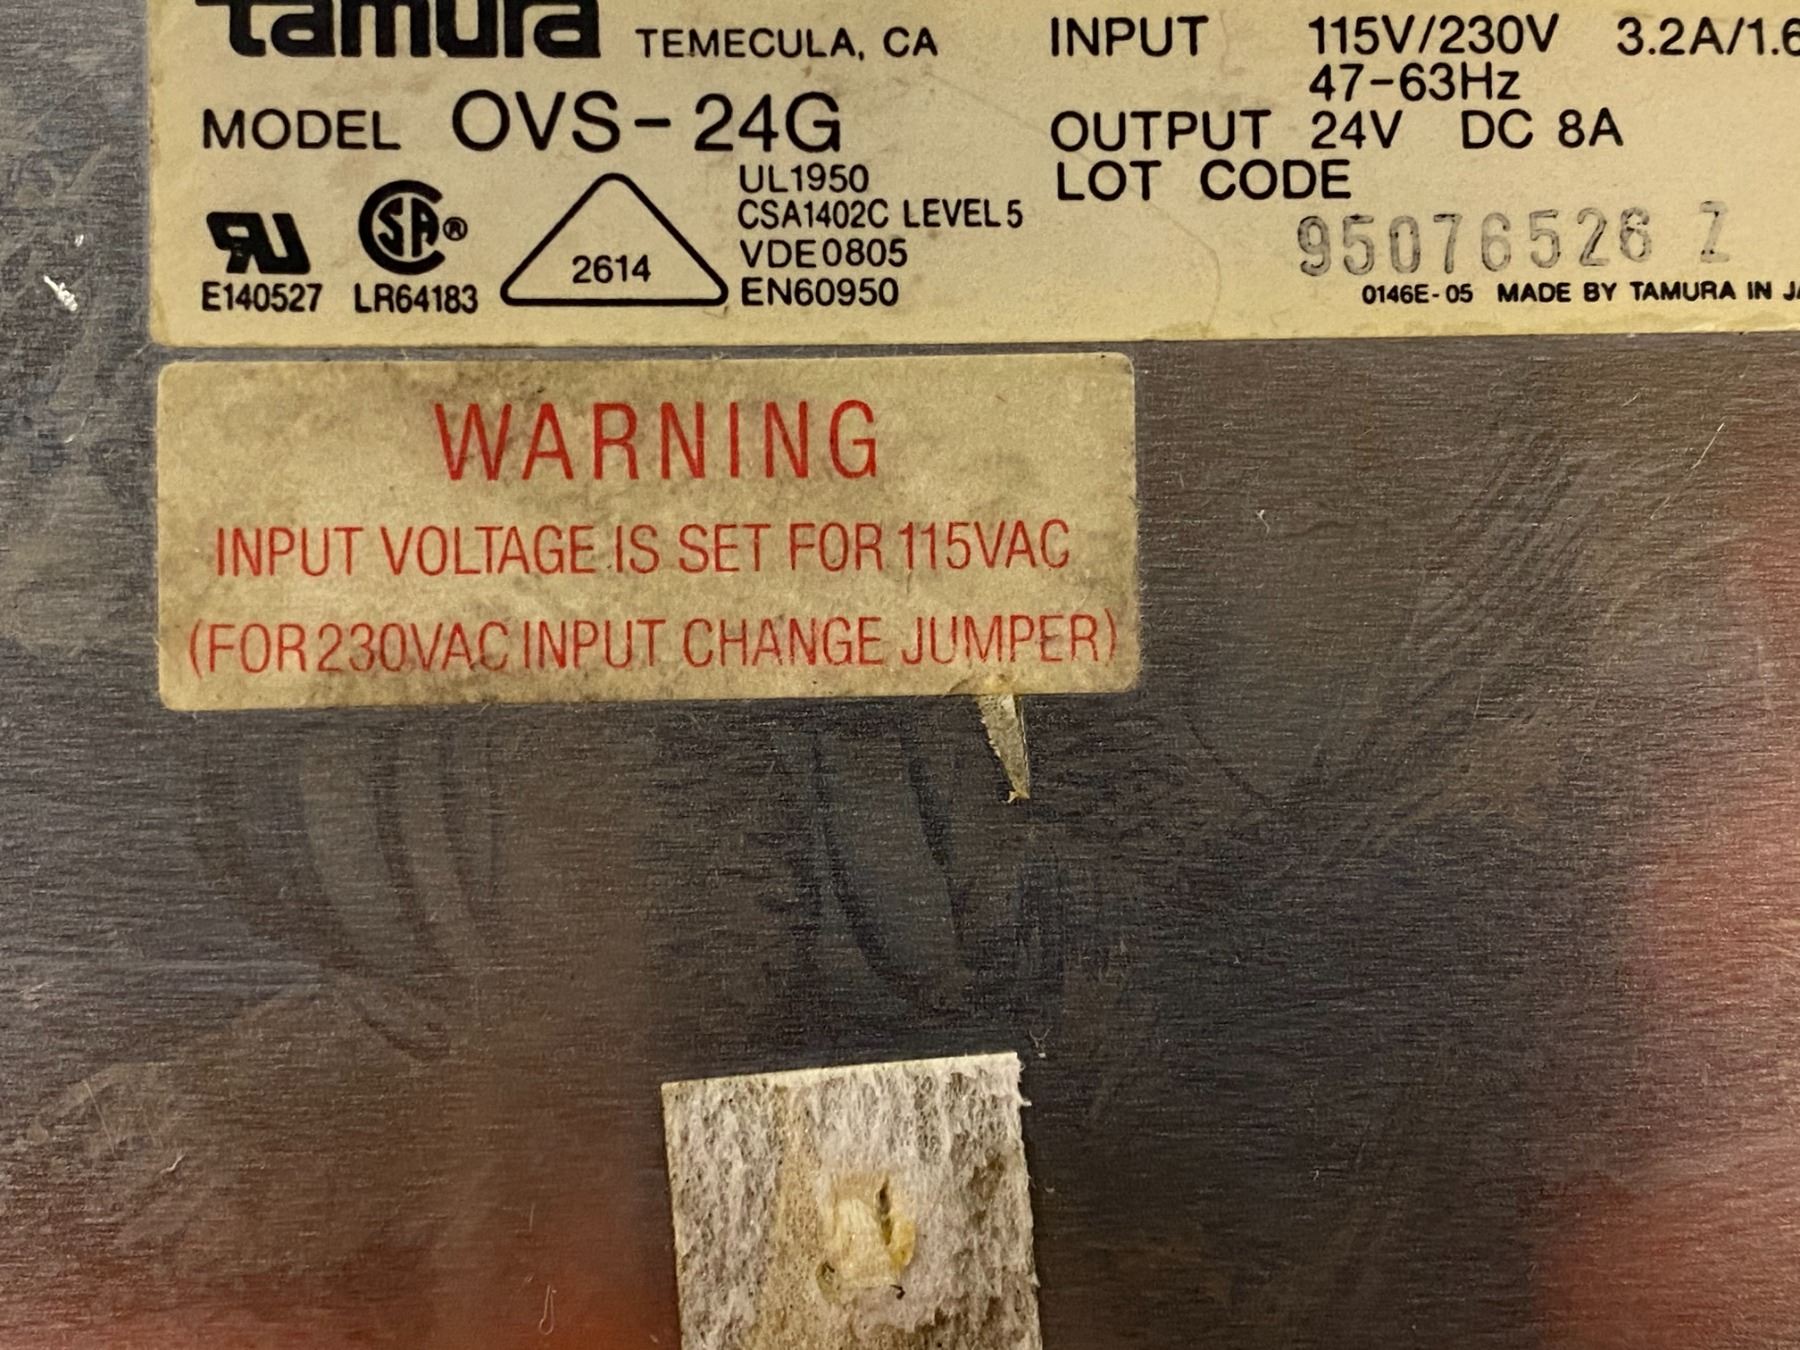 tamura TEMECULA, CA
MODEL OVS-24G
UL1950
CSA1402C LEVEL 5
VDE0805
EN60950
RU
E140527
SA®
LR64183
2614
INPUT 115V/230V 3.2A/1.6
47-63Hz
OUTPUT 24V DC 8A
LOT CODE
95076526 Z
0146E-05 MADE BY TAMURA IN JA
WARNING
INPUT VOLTAGE IS SET FOR 115VAC
(FOR 230VAC INPUT CHANGE JUMPER)